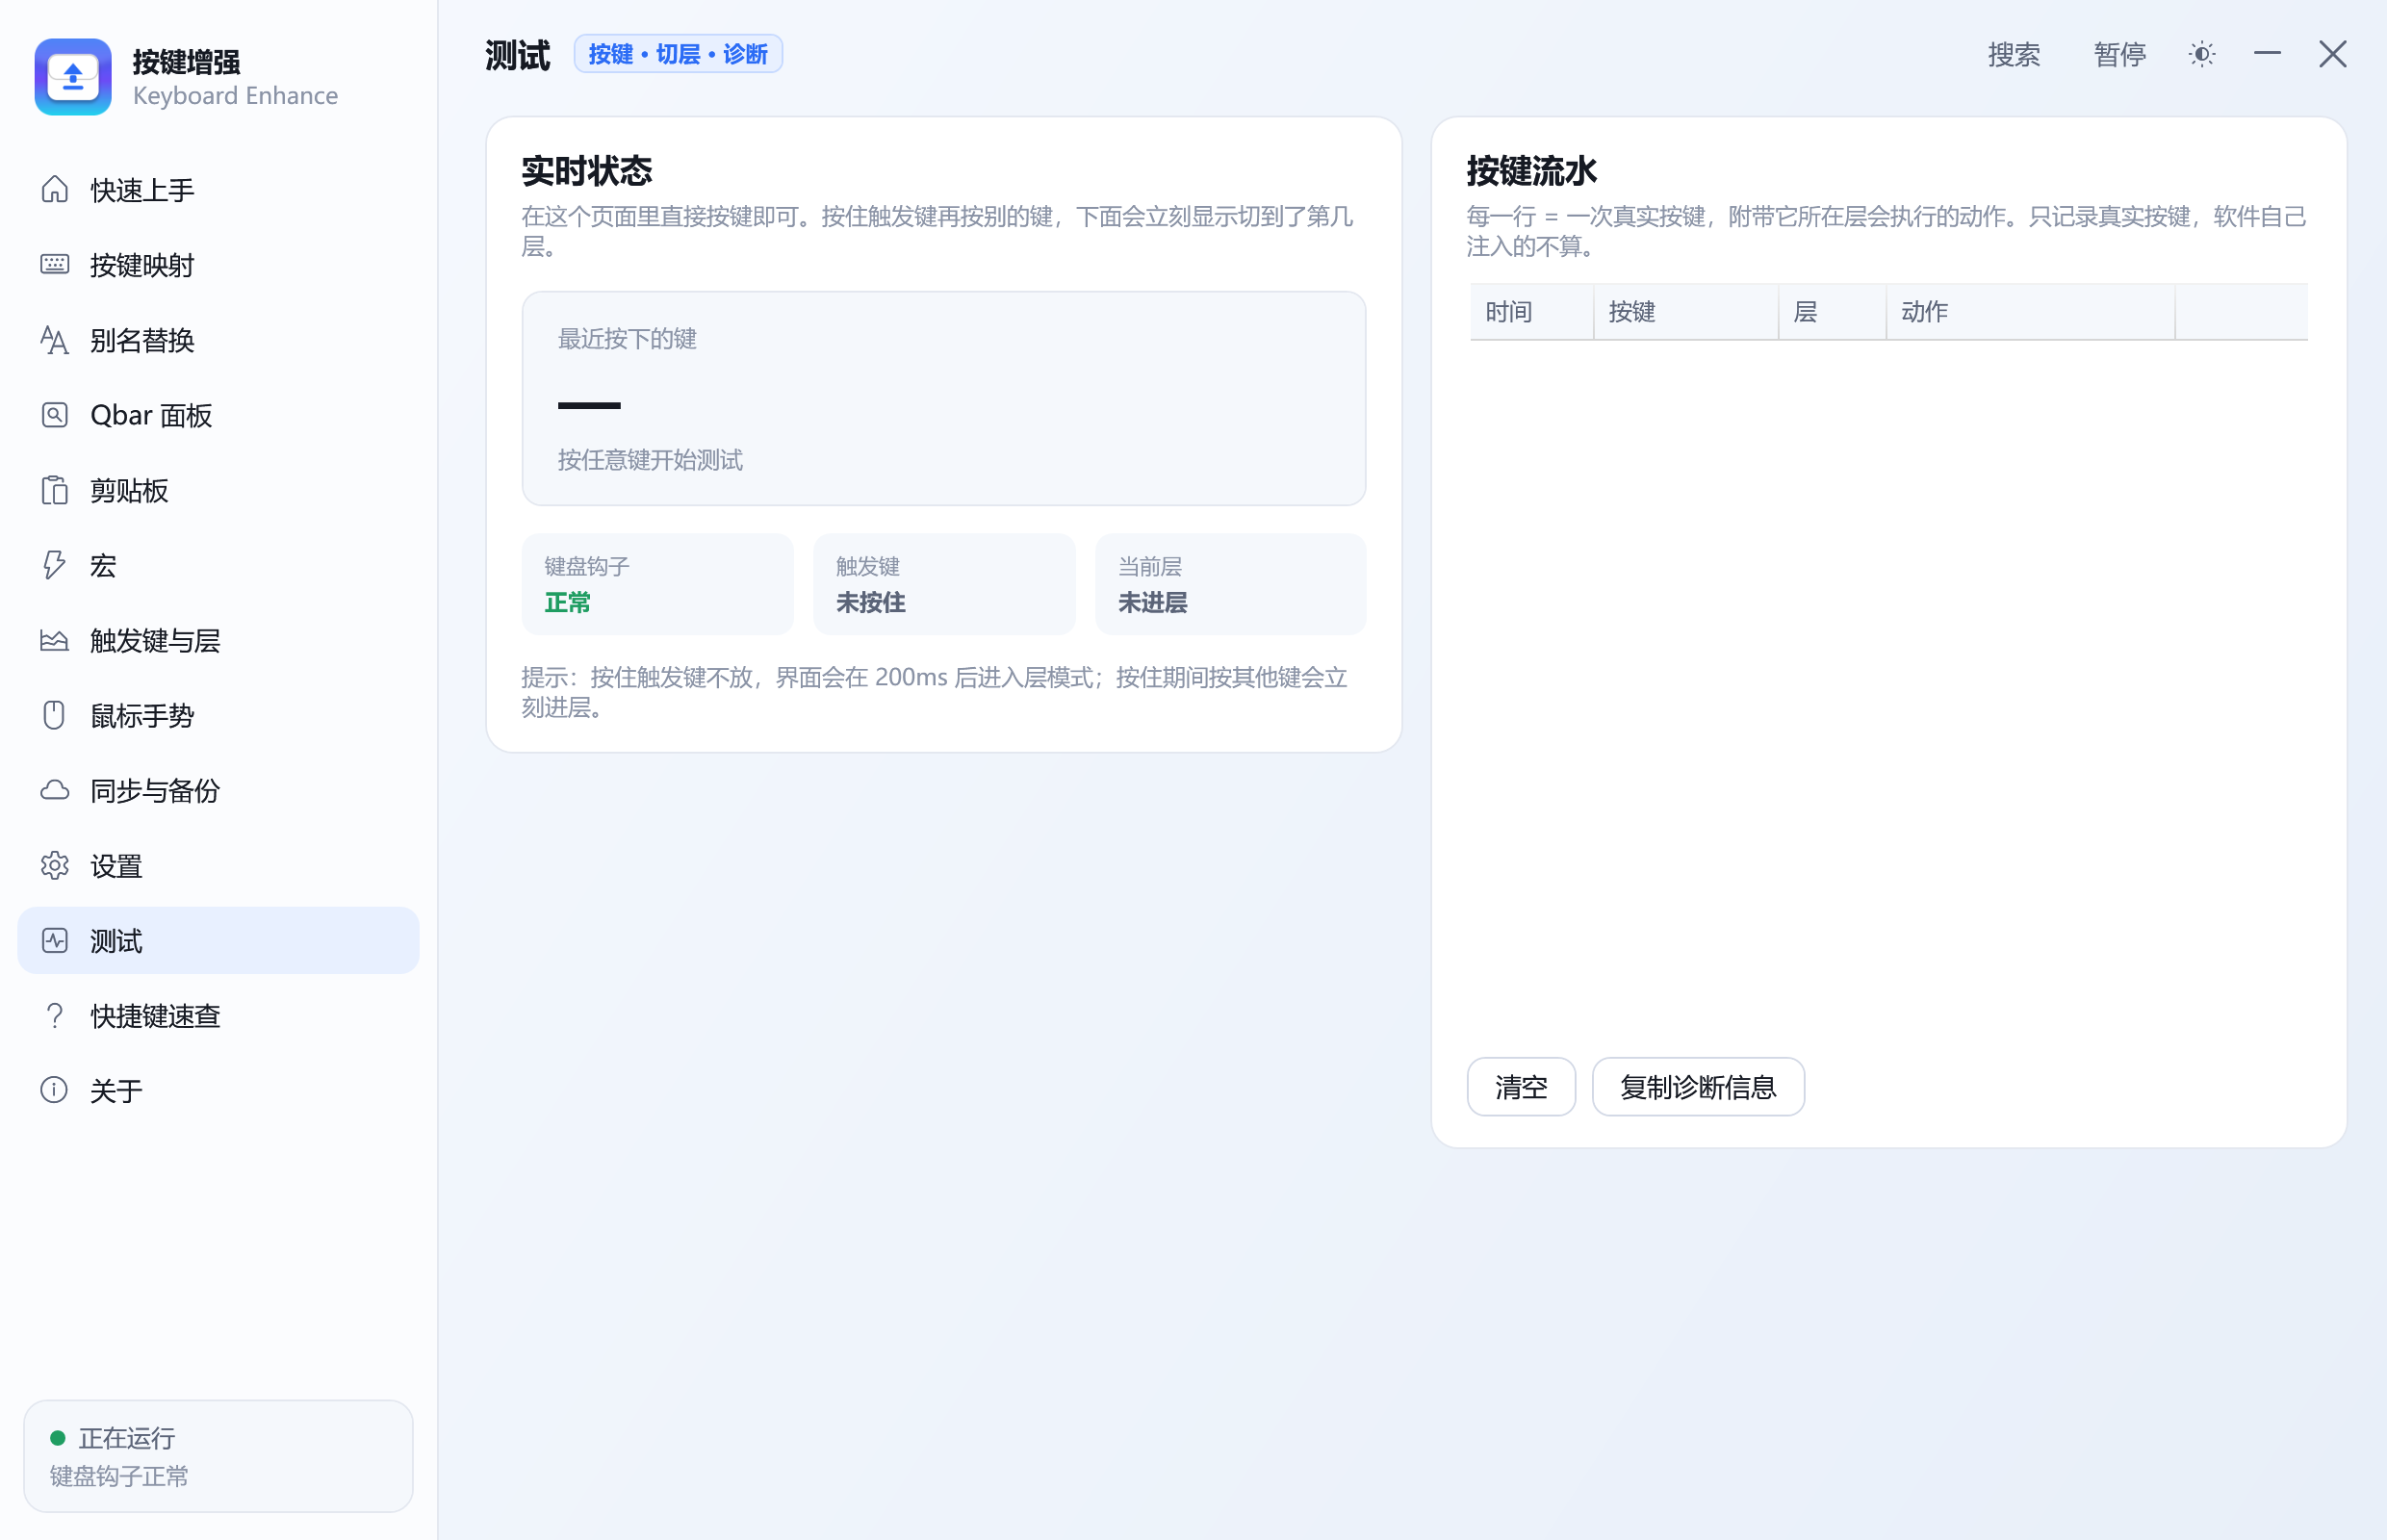 按键增强
Keyboard Enhance
快速上手
按键映射
别名替换
Qbar 面板
剪贴板
宏
触发键与层
鼠标手势
同步与备份
设置
测试
快捷键速查
关于
正在运行
键盘钩子正常
测试
按键 • 切层 • 诊断
搜索
暂停
实时状态
在这个页面里直接按键即可。按住触发键再按别的键，下面会立刻显示切到了第几
层。
最近按下的键
—
按任意键开始测试
键盘钩子
正常
触发键
未按住
当前层
未进层
提示：按住触发键不放，界面会在 200ms 后进入层模式；按住期间按其他键会立
刻进层。
按键流水
每一行 = 一次真实按键，附带它所在层会执行的动作。只记录真实按键，软件自己
注入的不算。
时间
按键
层
动作
清空
复制诊断信息